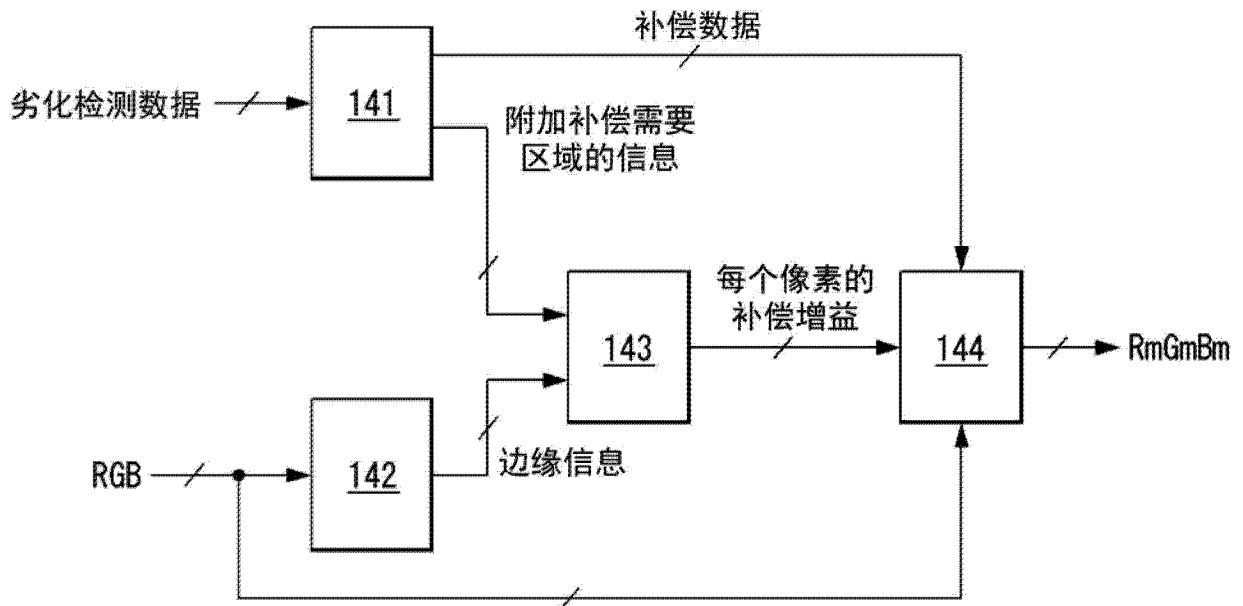 补偿数据
劣化检测数据
141
附加补偿需要
区域的信息
每个像素的
补偿增益
143
144
RmGmBm
RGB
142
边缘信息